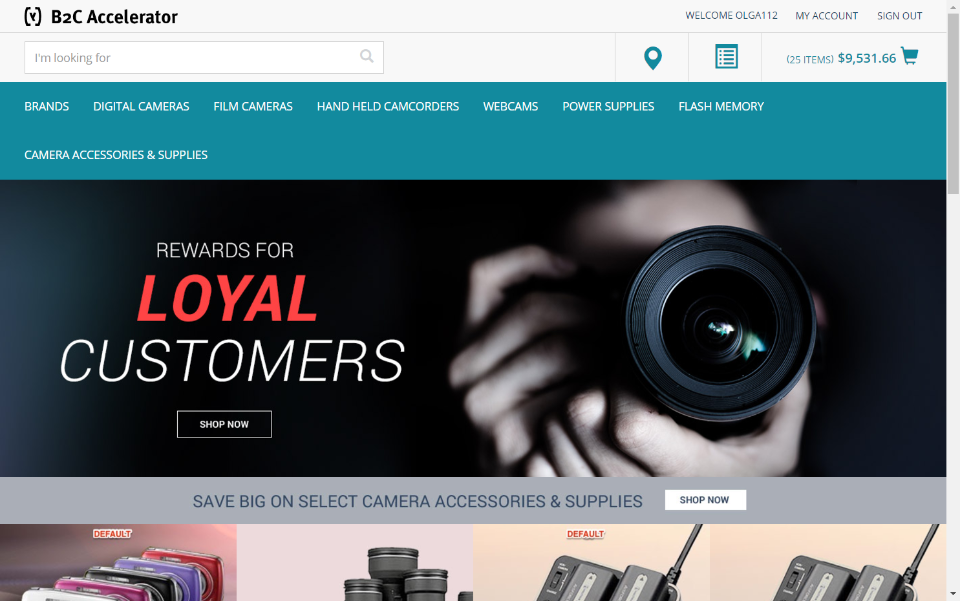 B2C Accelerator
WELCOME OLGA112 MY ACCOUNT SIGN OUT
I'm looking for
(25 ITEMS) $9,531.66
BRANDS DIGITAL CAMERAS FILM CAMERAS HAND HELD CAMCORDERS WEBCAMS POWER SUPPLIES FLASH MEMORY
CAMERA ACCESSORIES & SUPPLIES
REWARDS FOR
LOYAL
CUSTOMERS
SHOP NOW
SAVE BIG ON SELECT CAMERA ACCESSORIES & SUPPLIES SHOP NOW
DEFAULT DEFAULT